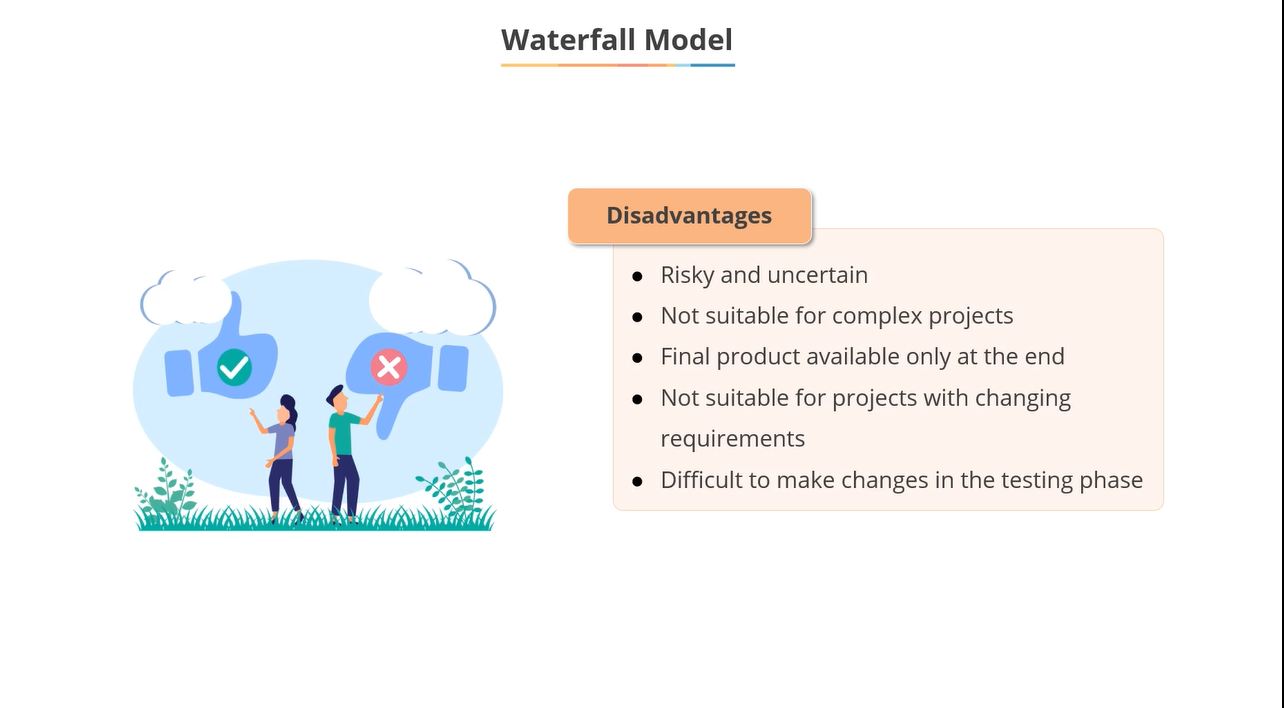 Waterfall Model
Disadvantages
● Risky and uncertain
● Not suitable for complex projects
● Final product available only at the end
● Not suitable for projects with changing
requirements
● Difficult to make changes in the testing phase